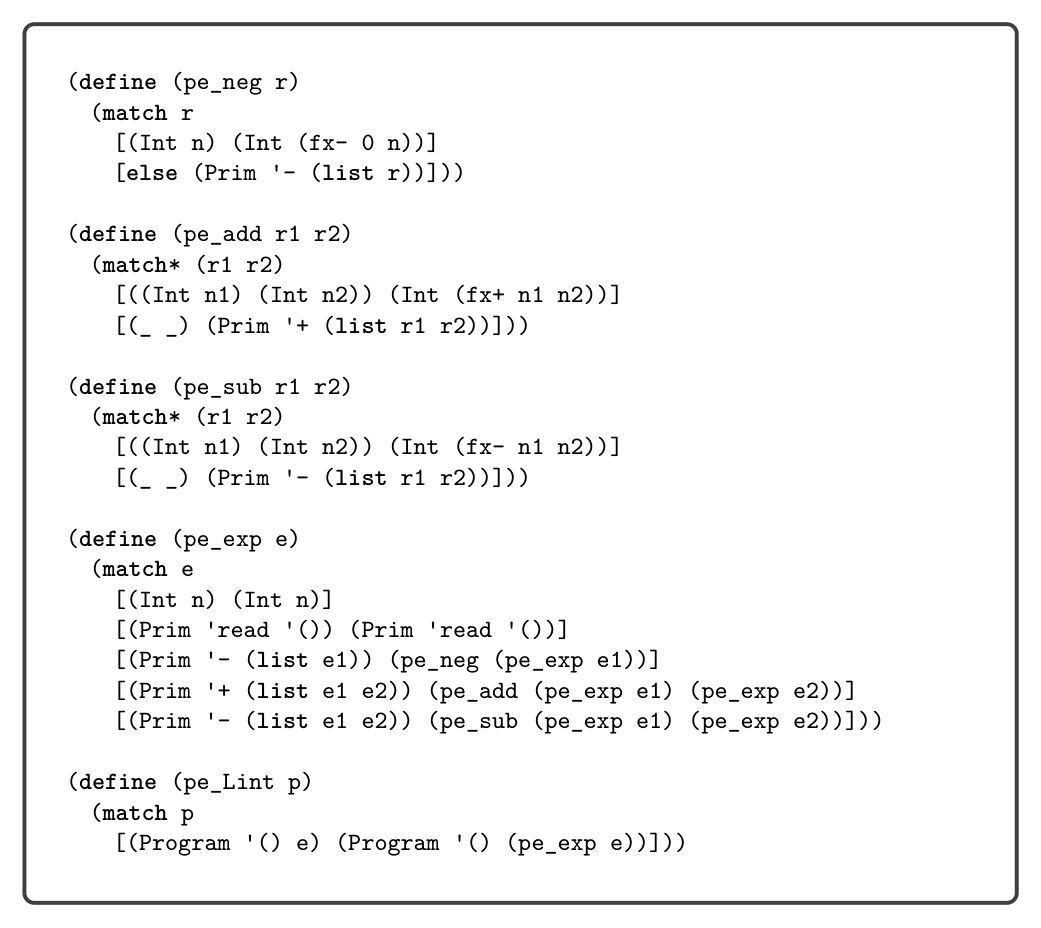 (define (pe_neg r)
  (match r
    [(Int n) (Int (fx- 0 n))]
    [else (Prim '- (list r))]))

(define (pe_add r1 r2)
  (match* (r1 r2)
    [((Int n1) (Int n2)) (Int (fx+ n1 n2))]
    [(_ _) (Prim '+ (list r1 r2))]))

(define (pe_sub r1 r2)
  (match* (r1 r2)
    [((Int n1) (Int n2)) (Int (fx- n1 n2))]
    [(_ _) (Prim '- (list r1 r2))]))

(define (pe_exp e)
  (match e
    [(Int n) (Int n)]
    [(Prim 'read '()) (Prim 'read '())]
    [(Prim '- (list e1)) (pe_neg (pe_exp e1))]
    [(Prim '+ (list e1 e2)) (pe_add (pe_exp e1) (pe_exp e2))]
    [(Prim '- (list e1 e2)) (pe_sub (pe_exp e1) (pe_exp e2))]))

(define (pe_Lint p)
  (match p
    [(Program '() e) (Program '() (pe_exp e))]))